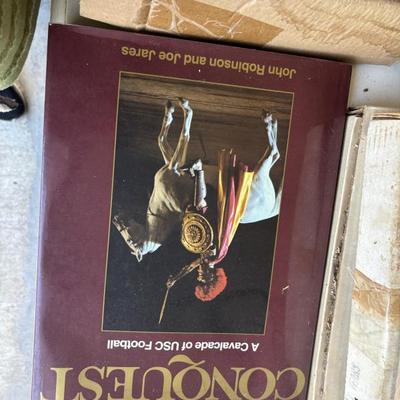 CONQUEST
A Cavalcade of USC Football
John Robinson and Joe Jares